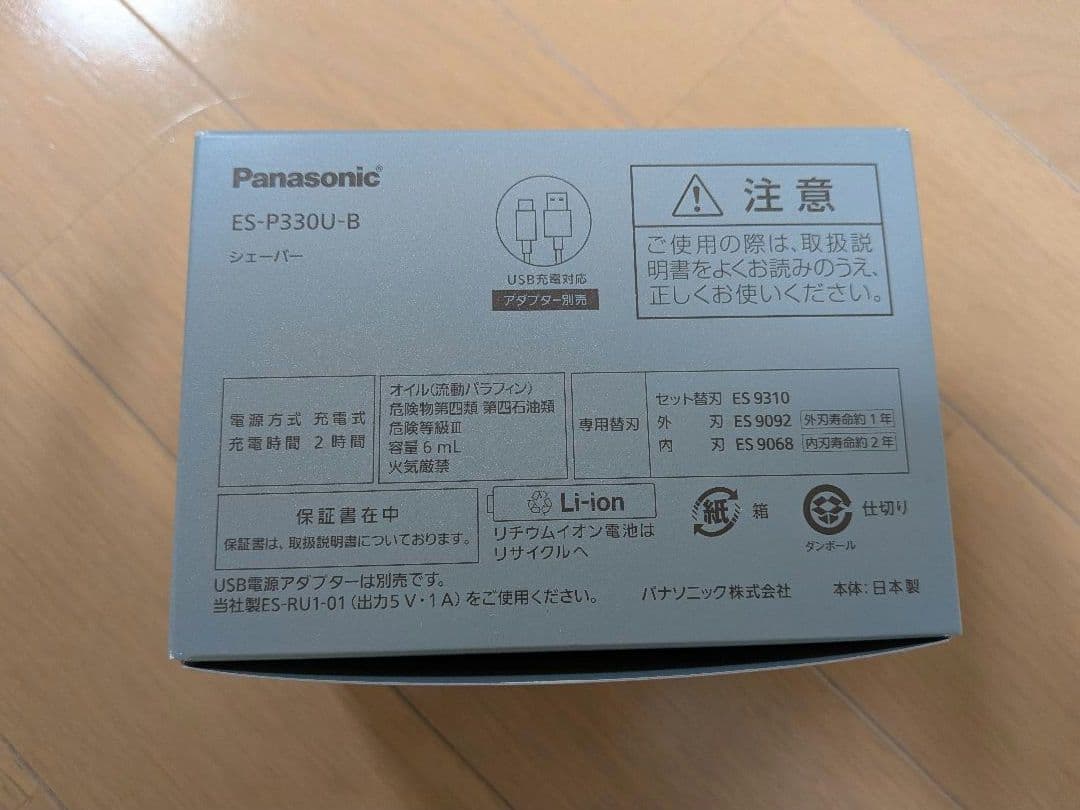 Panasonic®
ES-P330U-B
シェーバー
USB充電対応
アダプター別売
注意
ご使用の際は、取扱説
明書をよくお読みのうえ、
正しくお使いください。
電源方式 充電式
充電時間 2時間
オイル(流動パラフィン)
危険物第四類 第四石油類
危険等級Ⅲ
容量6mL
火気厳禁
専用替刃
セット替刃 ES 9310
外刃 ES 9092 外刃寿命約1年
内刃 ES 9068 内刃寿命約2年
保証書在中
保証書は、取扱説明書についております。
Li-ion
リチウムイオン電池は
リサイクルへ
紙 箱
ダンボール
仕切り
USB電源アダプターは別売です。
当社製ES-RU1-01(出力5V・1A)をご使用ください。
パナソニック株式会社
本体:日本製